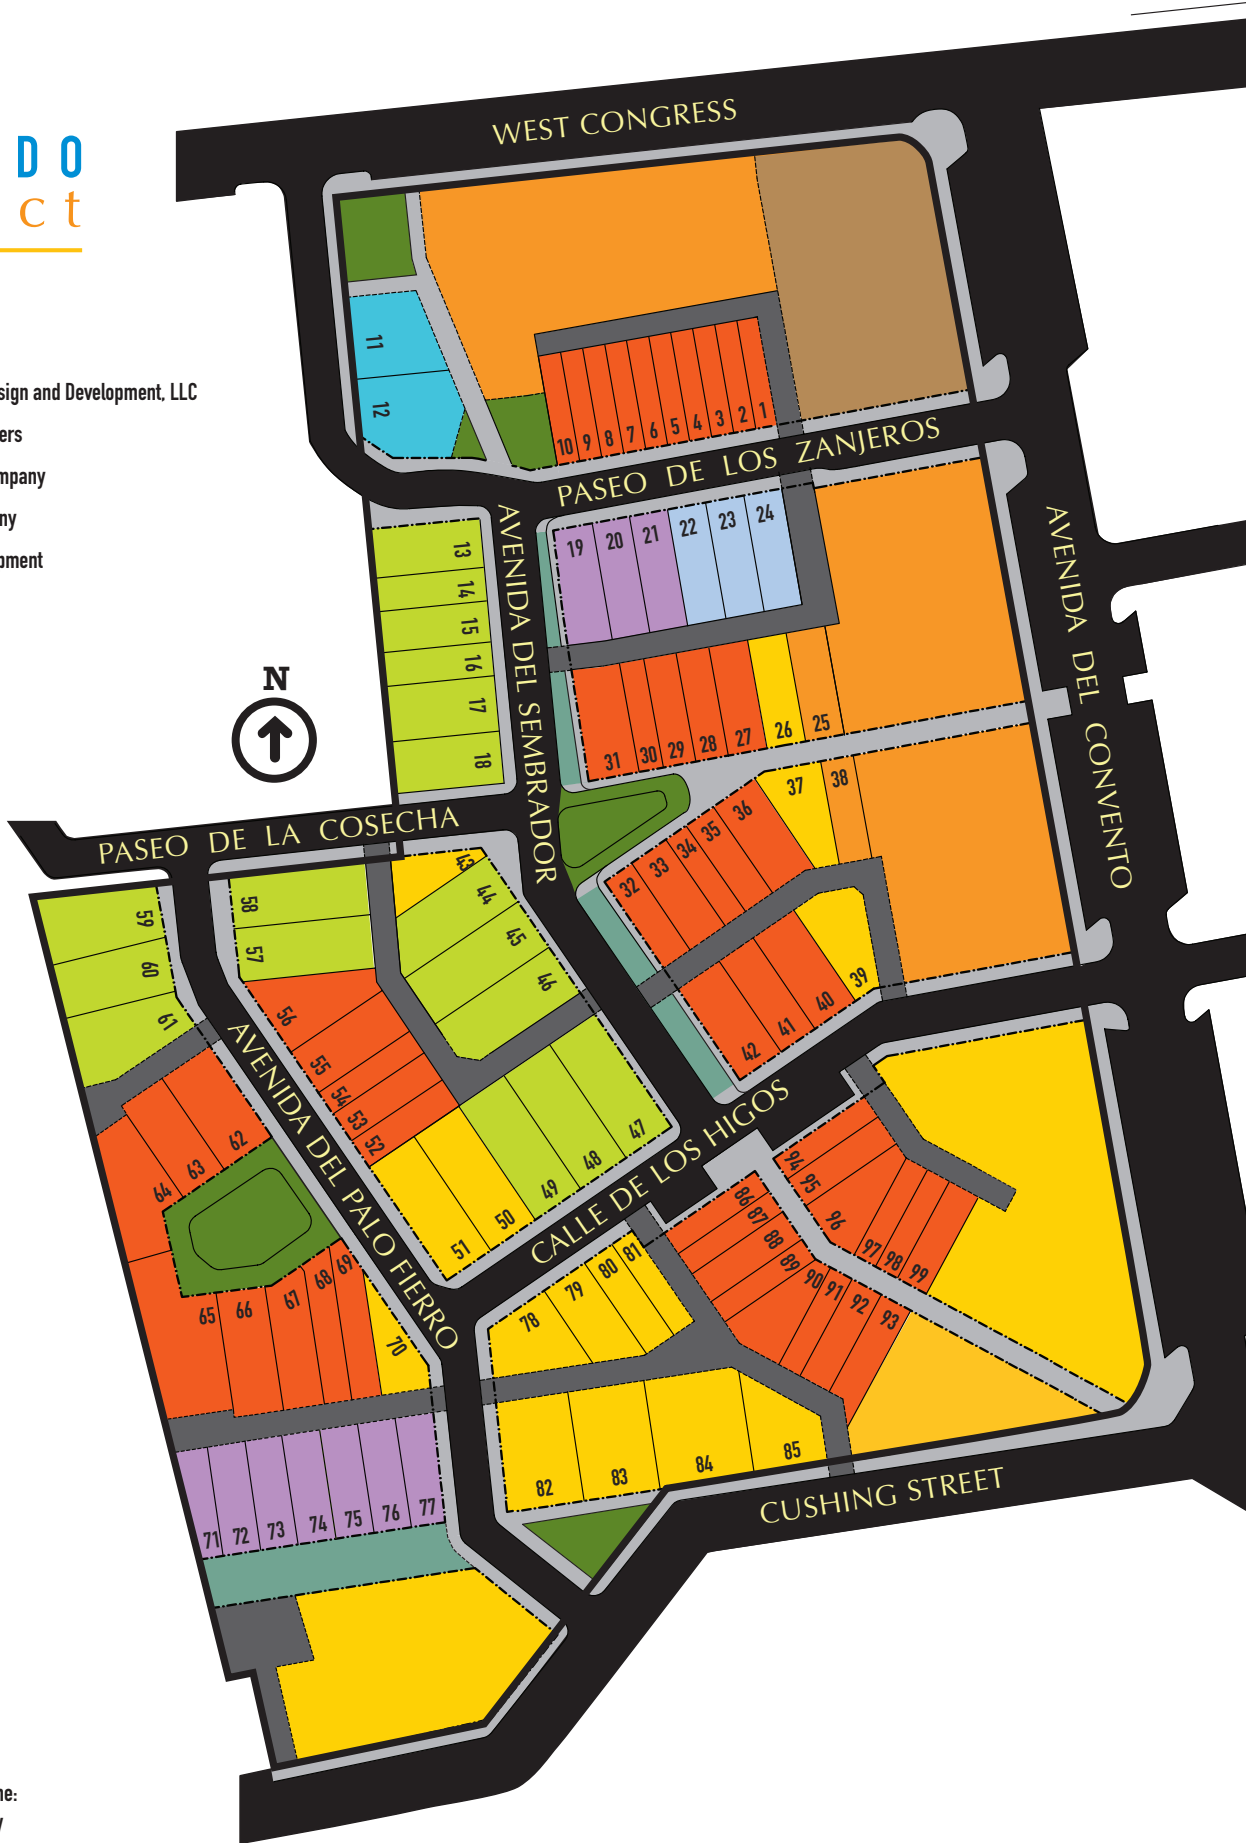 WEST CONGRESS
DO
ct
sign and Development, LLC
ers
mpany
ny
pment
11
12
10 9 8 7 6 5 4 3 2 1
PASEO DE LOS ZANJEROS
AVENIDA DEL SEMBRADOR
AVENIDA DEL CONVENTO
13
14
15
16
17
18
19 20 21 22 23 24
31 30 29 28 27 26 25
N
PASEO DE LA COSECHA
32 33 34 35 36 37 38
42 41 40 39
43
44
45
46
47
48
49
50
51
52
53
54
55
56
57
58
59
60
61
62
63
64
65 66 67 68 69 70
AVENIDA DEL PALO FIERRO
CALLE DE LOS HIGOS
71 72 73 74 75 76 77
78 79 80 81
82 83 84 85
86
87
88
89
90
91
92
93
94
95
96
97
98
99
CUSHING STREET
ne:
y